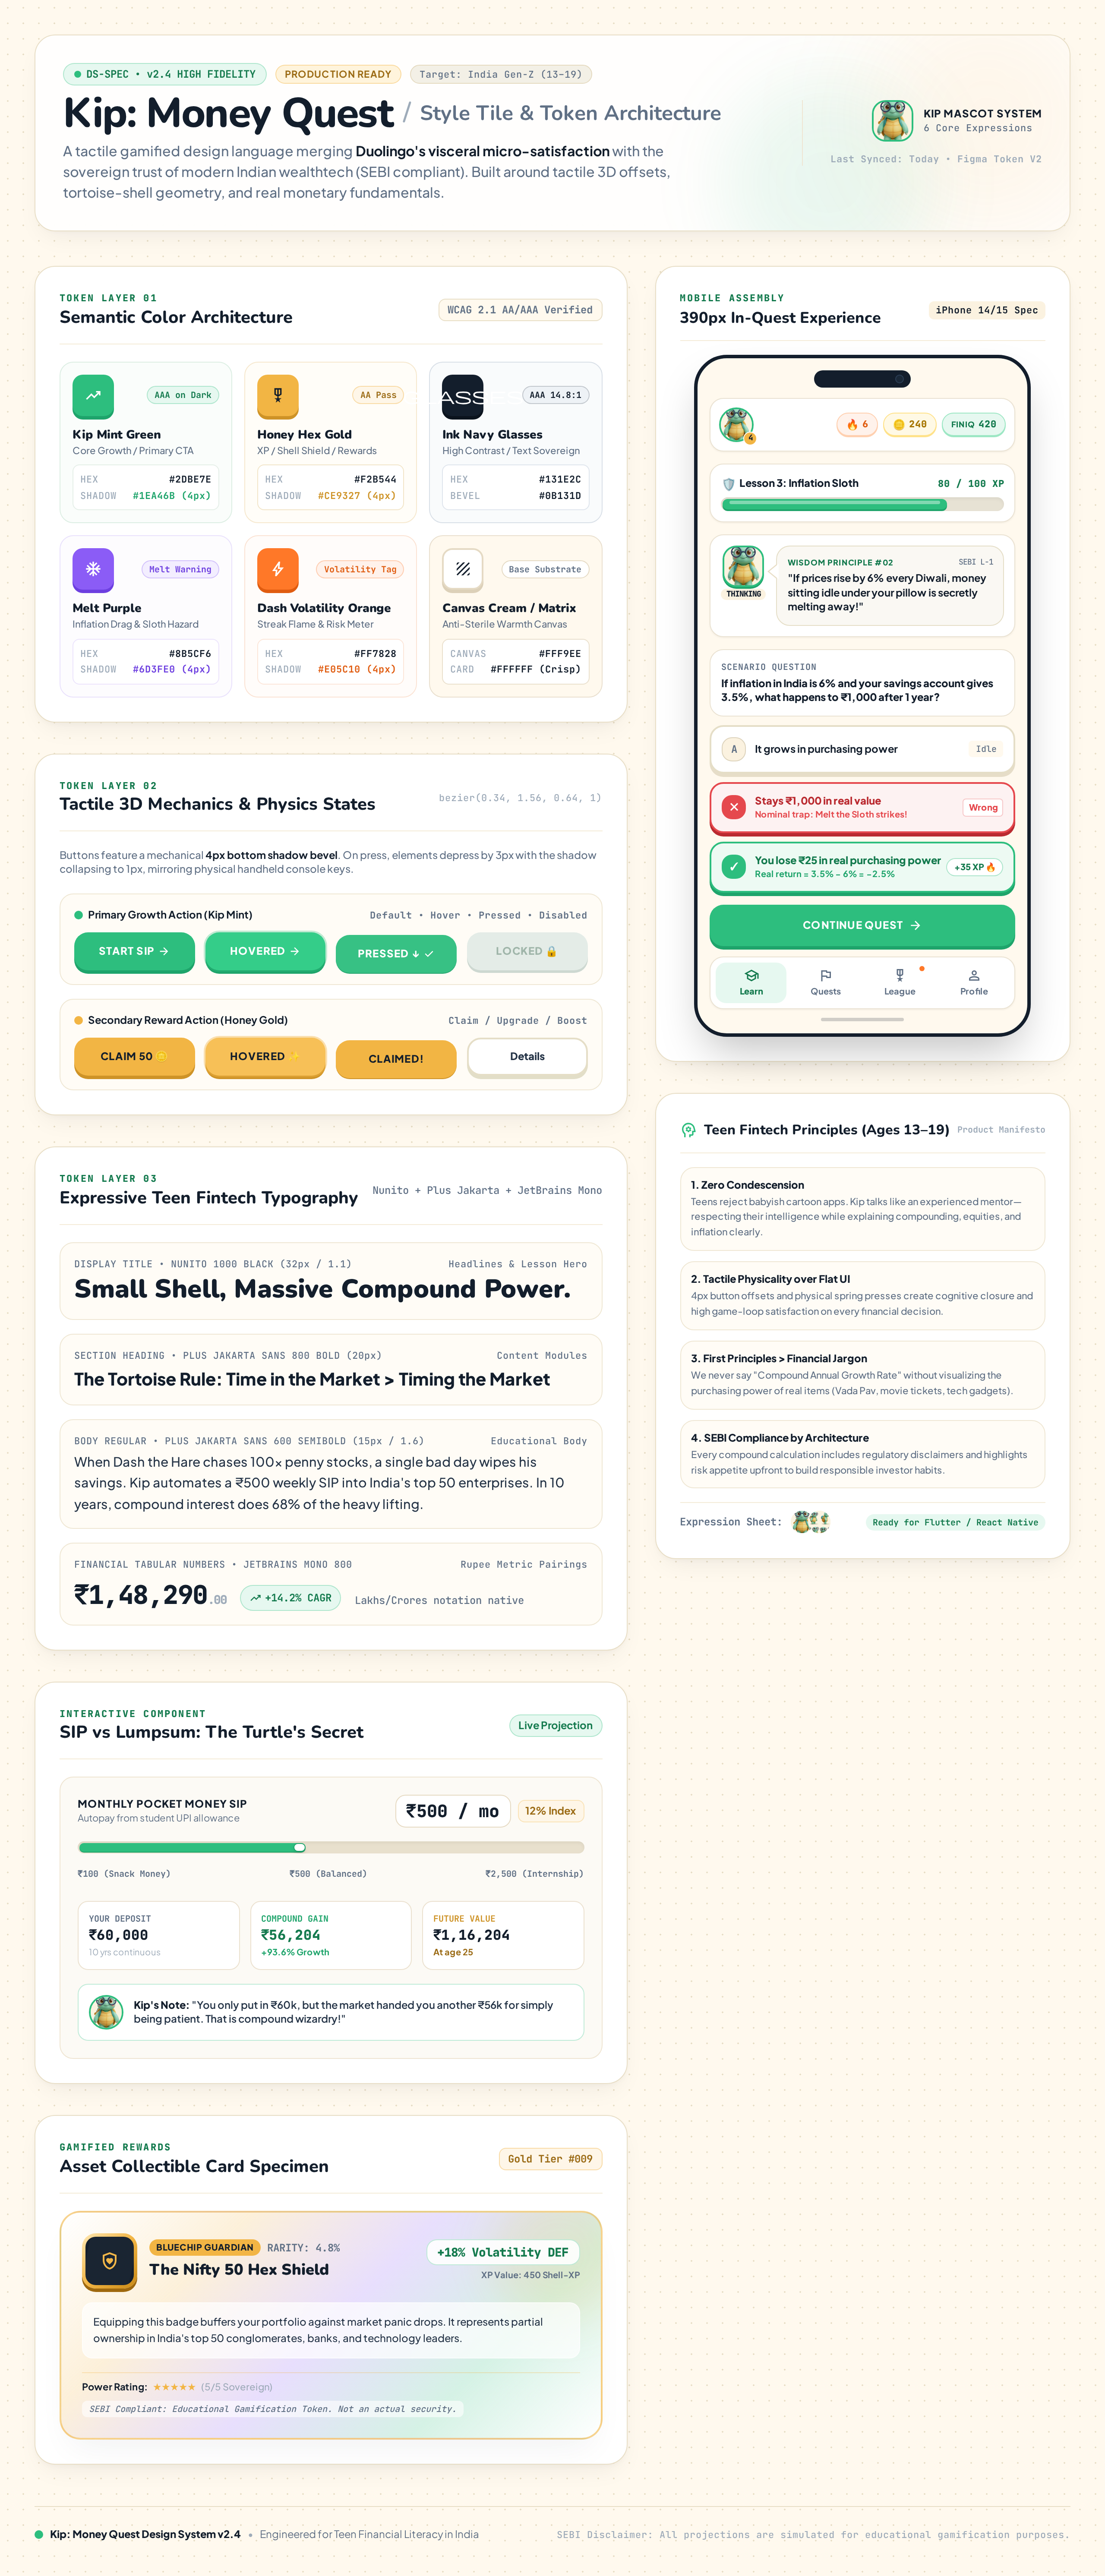 DS-SPEC • v2.4 HIGH FIDELITY
PRODUCTION READY
Target: India Gen-Z (13–19)
Kip: Money Quest / Style Tile & Token Architecture
A tactile gamified design language merging Duolingo's visceral micro-satisfaction with the
sovereign trust of modern Indian wealthtech (SEBI compliant). Built around tactile 3D offsets,
tortoise-shell geometry, and real monetary fundamentals.
KIP MASCOT SYSTEM
6 Core Expressions
Last Synced: Today • Figma Token V2
TOKEN LAYER 01
Semantic Color Architecture
WCAG 2.1 AA/AAA Verified
AAA on Dark
Kip Mint Green
Core Growth / Primary CTA
HEX #2DBE7E
SHADOW #1EA46B (4px)
AA Pass
Honey Hex Gold
XP / Shell Shield / Rewards
HEX #F2B544
SHADOW #CE9327 (4px)
AAA 14.8:1
Ink Navy Glasses
High Contrast / Text Sovereign
HEX #131E2C
BEVEL #0B131D
Melt Warning
Melt Purple
Inflation Drag & Sloth Hazard
HEX #8B5CF6
SHADOW #6D3FE0 (4px)
Volatility Tag
Dash Volatility Orange
Streak Flame & Risk Meter
HEX #FF7828
SHADOW #E05C10 (4px)
Base Substrate
Canvas Cream / Matrix
Anti-Sterile Warmth Canvas
CANVAS #FFF9EE
CARD #FFFFFF (Crisp)
TOKEN LAYER 02
Tactile 3D Mechanics & Physics States
bezier(0.34, 1.56, 0.64, 1)
Buttons feature a mechanical 4px bottom shadow bevel. On press, elements depress by 3px with the shadow
collapsing to 1px, mirroring physical handheld console keys.
Primary Growth Action (Kip Mint)
Default • Hover • Pressed • Disabled
START SIP →
HOVERED →
PRESSED ↓ ✓
LOCKED 🔒
Secondary Reward Action (Honey Gold)
Claim / Upgrade / Boost
CLAIM 50
HOVERED ✨
CLAIMED!
Details
TOKEN LAYER 03
Expressive Teen Fintech Typography
Nunito + Plus Jakarta + JetBrains Mono
DISPLAY TITLE • NUNITO 1000 BLACK (32px / 1.1)
Headlines & Lesson Hero
Small Shell, Massive Compound Power.
SECTION HEADING • PLUS JAKARTA SANS 800 BOLD (20px)
Content Modules
The Tortoise Rule: Time in the Market > Timing the Market
BODY REGULAR • PLUS JAKARTA SANS 600 SEMIBOLD (15px / 1.6)
Educational Body
When Dash the Hare chases 100x penny stocks, a single bad day wipes his
savings. Kip automates a ₹500 weekly SIP into India's top 50 enterprises. In 10
years, compound interest does 68% of the heavy lifting.
FINANCIAL TABULAR NUMBERS • JETBRAINS MONO 800
Rupee Metric Pairings
₹1,48,290.00
+14.2% CAGR
Lakhs/Crores notation native
INTERACTIVE COMPONENT
SIP vs Lumpsum: The Turtle's Secret
Live Projection
MONTHLY POCKET MONEY SIP
Autopay from student UPI allowance
₹500 / mo
12% Index
₹100 (Snack Money)
₹500 (Balanced)
₹2,500 (Internship)
YOUR DEPOSIT
₹60,000
10 yrs continuous
COMPOUND GAIN
₹56,204
+93.6% Growth
FUTURE VALUE
₹1,16,204
At age 25
Kip's Note: "You only put in ₹60k, but the market handed you another ₹56k for simply
being patient. That is compound wizardry!"
GAMIFIED REWARDS
Asset Collectible Card Specimen
Gold Tier #009
BLUECHIP GUARDIAN
RARITY: 4.8%
The Nifty 50 Hex Shield
+18% Volatility DEF
XP Value: 450 Shell-XP
Equipping this badge buffers your portfolio against market panic drops. It represents partial
ownership in India's top 50 conglomerates, banks, and technology leaders.
Power Rating: ★★★★★ (5/5 Sovereign)
SEBI Compliant: Educational Gamification Token. Not an actual security.
MOBILE ASSEMBLY
390px In-Quest Experience
iPhone 14/15 Spec
4
🔥 6
🪙 240
FINIQ 420
🛡️ Lesson 3: Inflation Sloth
80 / 100 XP
THINKING
WISDOM PRINCIPLE #02
SEBI L-1
"If prices rise by 6% every Diwali, money
sitting idle under your pillow is secretly
melting away!"
SCENARIO QUESTION
If inflation in India is 6% and your savings account gives
3.5%, what happens to ₹1,000 after 1 year?
A
It grows in purchasing power
Idle
✕
Stays ₹1,000 in real value
Nominal trap: Melt the Sloth strikes!
Wrong
✓
You lose ₹25 in real purchasing power
Real return = 3.5% − 6% = −2.5%
+35 XP 🔥
CONTINUE QUEST →
Learn
Quests
League
Profile
Teen Fintech Principles (Ages 13–19)
Product Manifesto
1. Zero Condescension
Teens reject babyish cartoon apps. Kip talks like an experienced mentor—
respecting their intelligence while explaining compounding, equities, and
inflation clearly.
2. Tactile Physicality over Flat UI
4px button offsets and physical spring presses create cognitive closure and
high game-loop satisfaction on every financial decision.
3. First Principles > Financial Jargon
We never say "Compound Annual Growth Rate" without visualizing the
purchasing power of real items (Vada Pav, movie tickets, tech gadgets).
4. SEBI Compliance by Architecture
Every compound calculation includes regulatory disclaimers and highlights
risk appetite upfront to build responsible investor habits.
Expression Sheet:
Ready for Flutter / React Native
Kip: Money Quest Design System v2.4 • Engineered for Teen Financial Literacy in India
SEBI Disclaimer: All projections are simulated for educational gamification purposes.